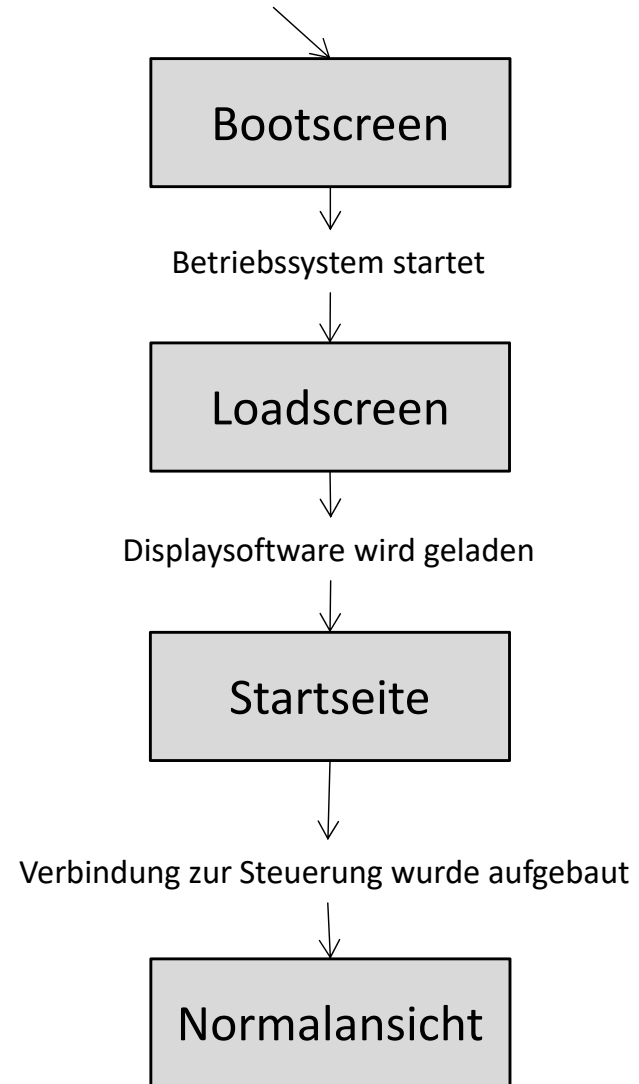 Bootscreen
Betriebssystem startet
Loadscreen
Displaysoftware wird geladen
Startseite
Verbindung zur Steuerung wurde aufgebaut
Normalansicht